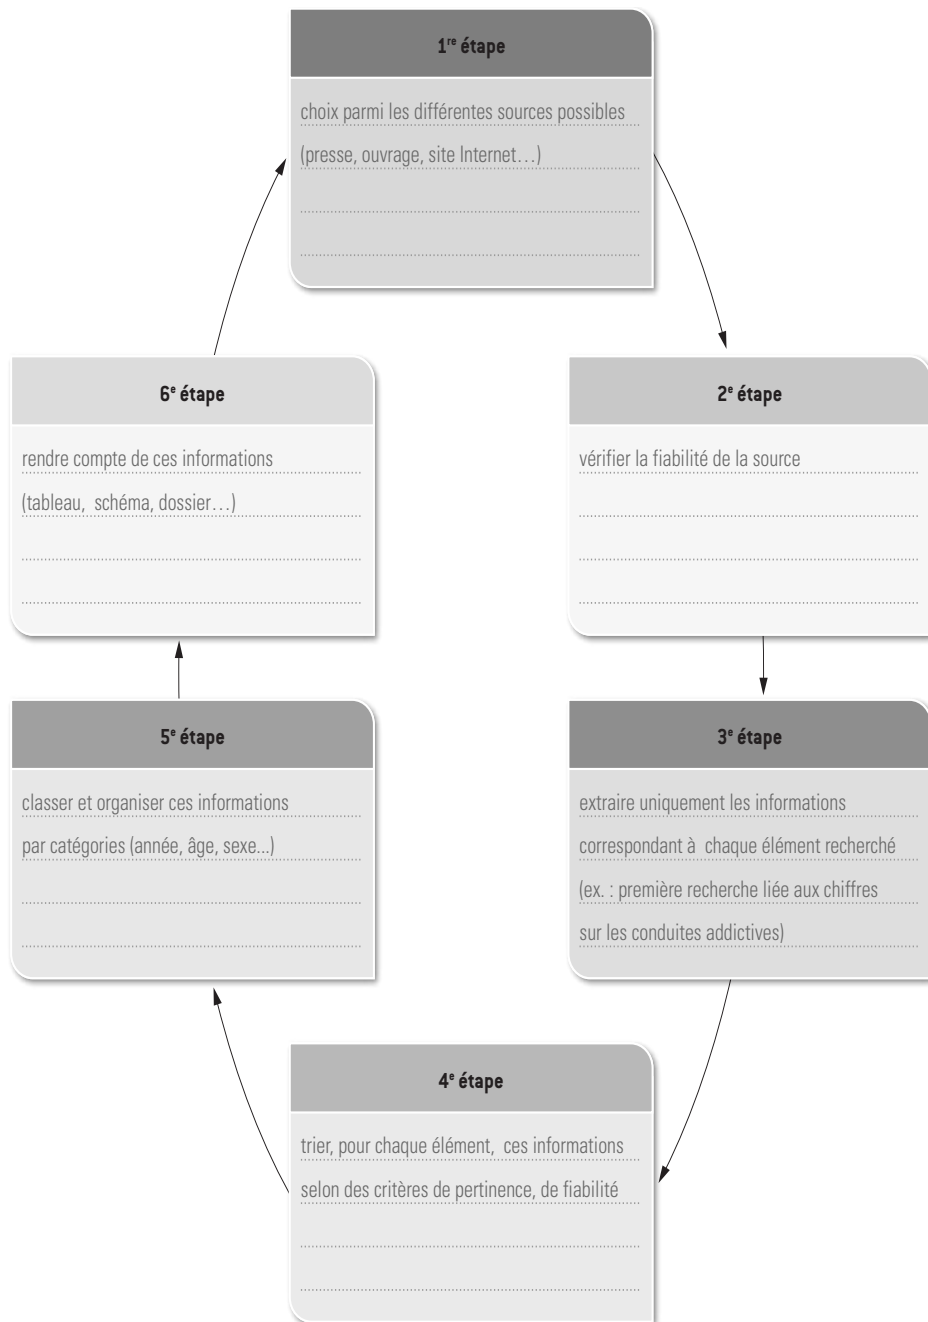 1re étape
choix parmi les différentes sources possibles
(presse, ouvrage, site Internet…)
6e étape
rendre compte de ces informations
(tableau, schéma, dossier…)
2e étape
vérifier la fiabilité de la source
5e étape
classer et organiser ces informations
par catégories (année, âge, sexe...)
3e étape
extraire uniquement les informations
correspondant à chaque élément recherché
(ex. : première recherche liée aux chiffres
sur les conduites addictives)
4e étape
trier, pour chaque élément, ces informations
selon des critères de pertinence, de fiabilité